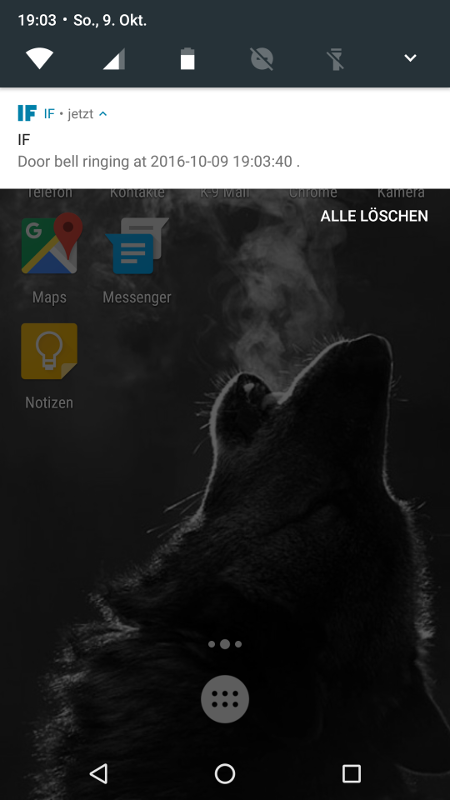 19:03 • So., 9. Okt.
IF IF • jetzt
IF
Door bell ringing at 2016-10-09 19:03:40 .
Telefon Kontakte K-9 Mail Chrome Kamera
ALLE LÖSCHEN
G
Maps Messenger
Notizen